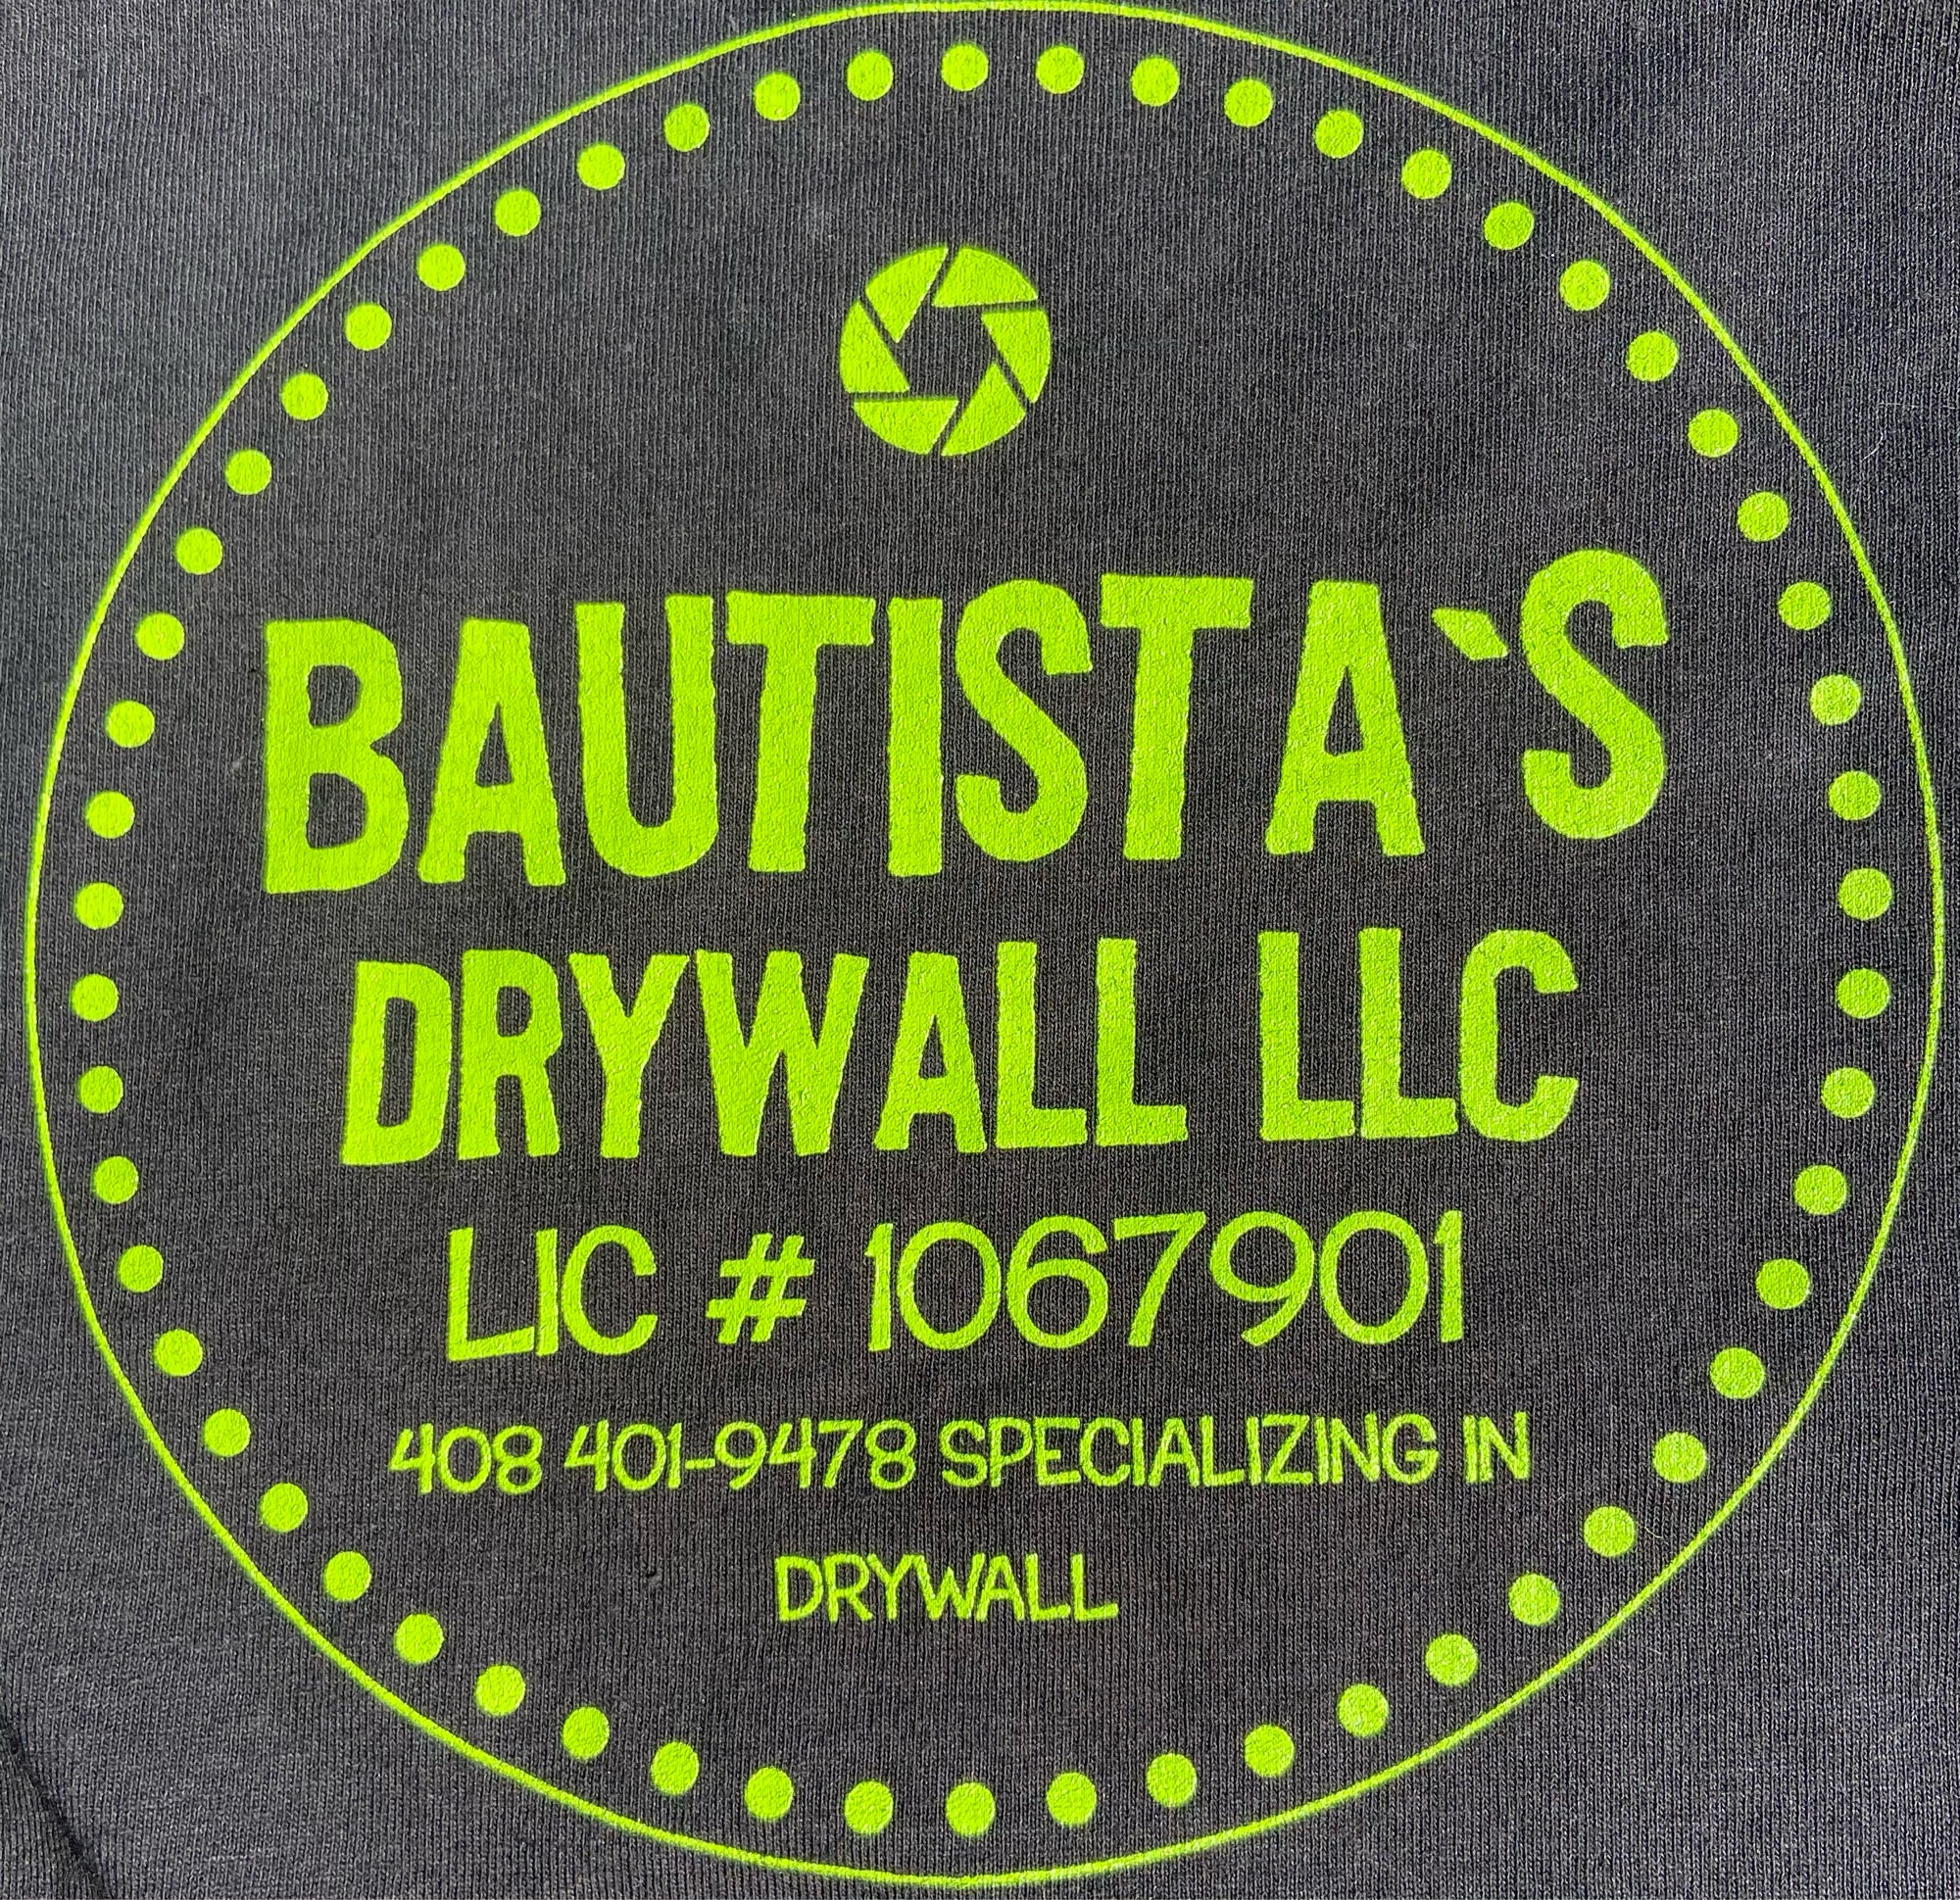 BAUTISTA`S
DRYWALL LLC
LIC # 1067901
408 401-9478 SPECIALIZING IN
DRYWALL